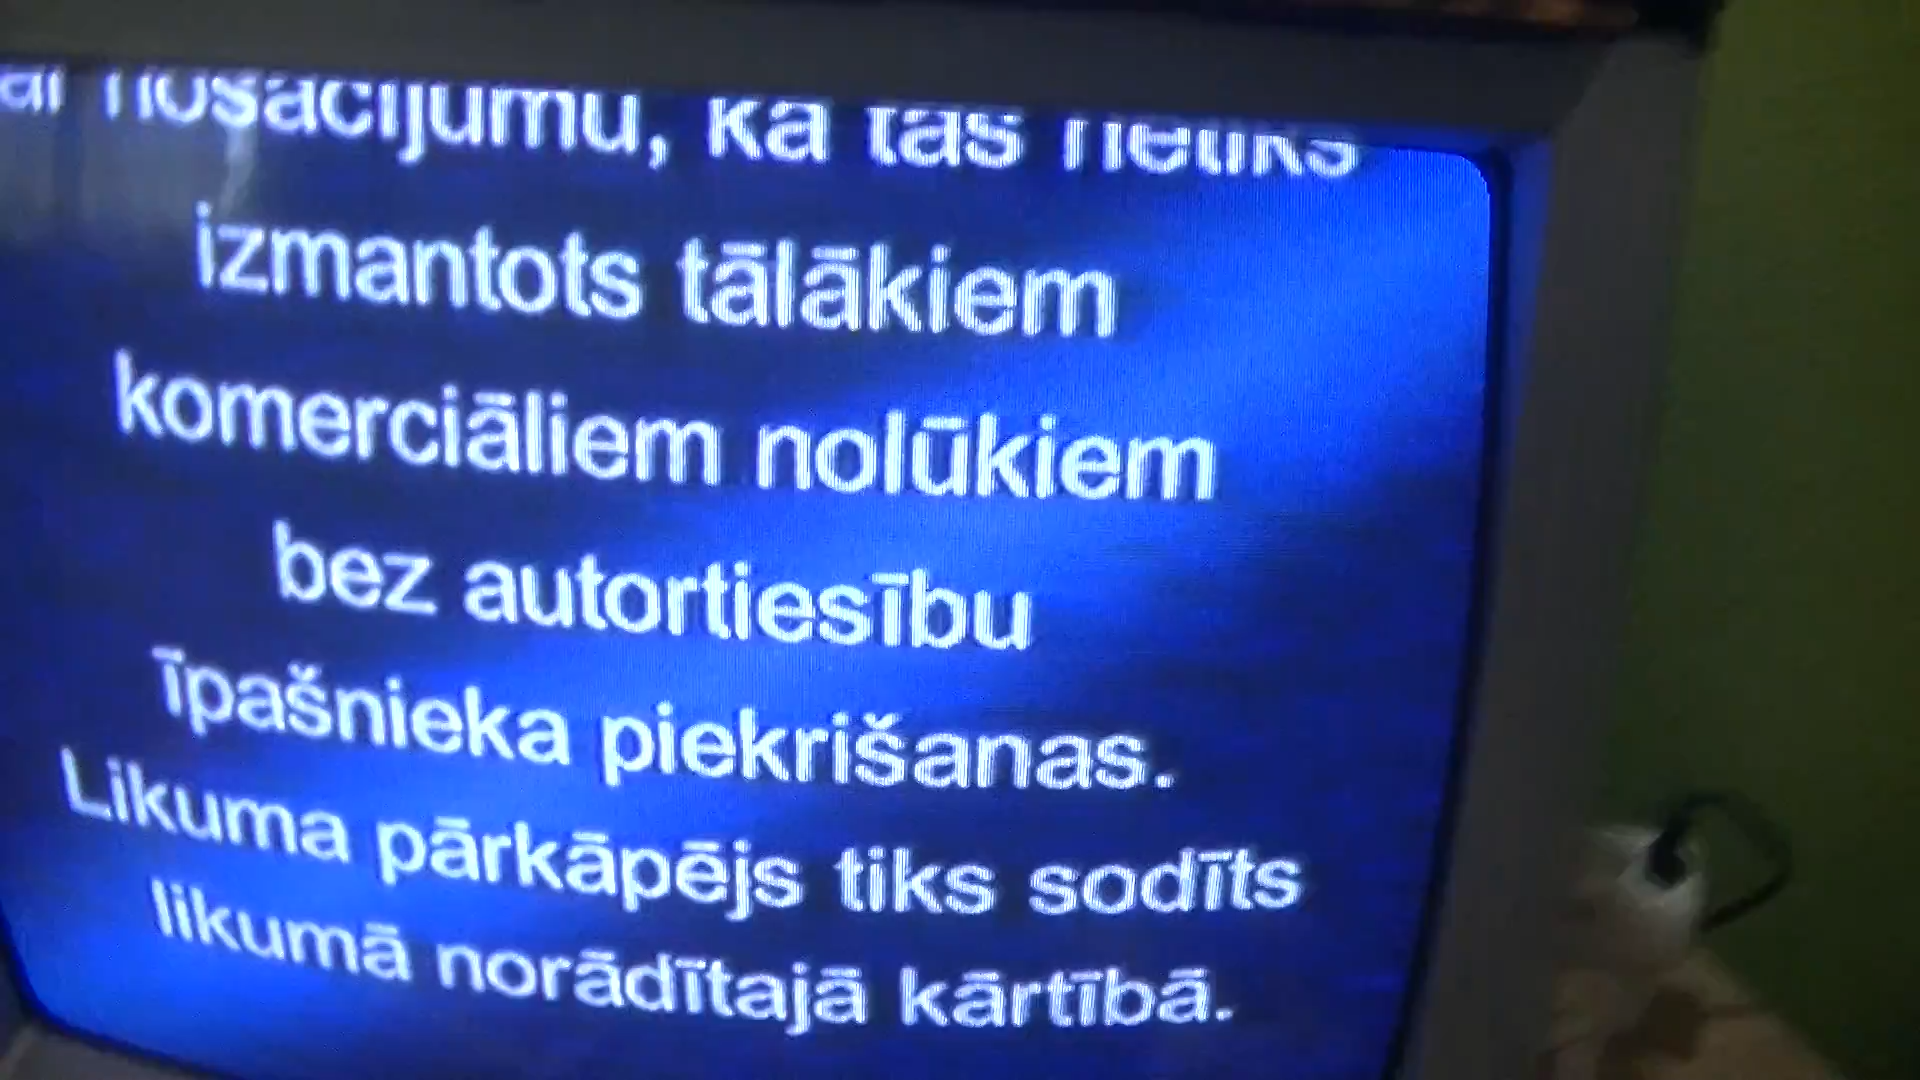 ar nosacījumu, ka tas netiks
izmantots tālākiem
komerciāliem nolūkiem
bez autortiesību
īpašnieka piekrišanas.
Likuma pārkāpējs tiks sodīts
likumā norādītajā kārtībā.